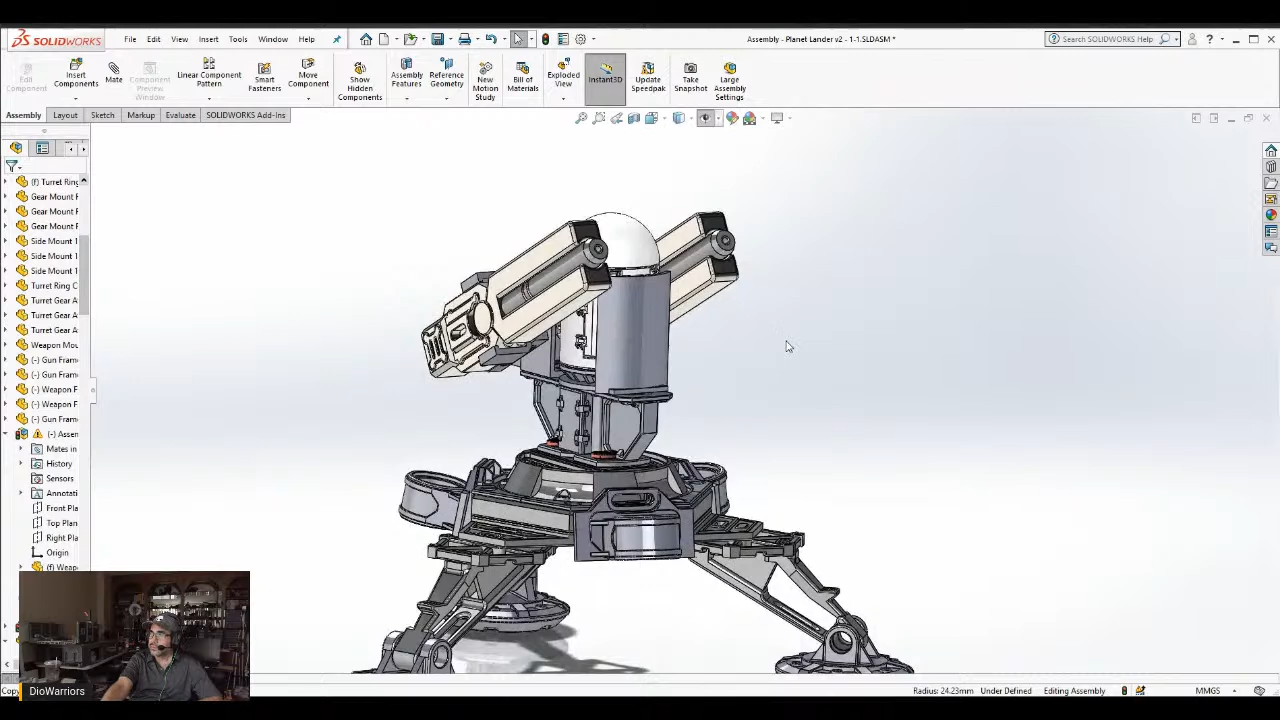 SOLIDWORKS File Edit View Insert Tools Window Help Assembly - Planet Lander v2 - 1-1.SLDASM * Search SOLIDWORKS Help
Edit Component
Insert Components
Mate
Component Preview Window
Linear Component Pattern
Smart Fasteners
Move Component
Show Hidden Components
Assembly Features
Reference Geometry
New Motion Study
Bill of Materials
Exploded View
Instant3D
Update Speedpak
Take Snapshot
Large Assembly Settings
Assembly Layout Sketch Markup Evaluate SOLIDWORKS Add-Ins
(f) Turret Ring
Gear Mount F
Gear Mount F
Gear Mount F
Side Mount 1
Side Mount 1
Side Mount 1
Turret Ring C
Turret Gear A
Turret Gear A
Turret Gear A
Weapon Mou
(-) Gun Frame
(-) Gun Frame
(-) Weapon F
(-) Weapon F
(-) Gun Frame
(-) Assen
Mates in
History
Sensors
Annotati
Front Pla
Top Plan
Right Pla
Origin
(f) Weap
DioWarriors
Radius: 24.23mm Under Defined Editing Assembly MMGS